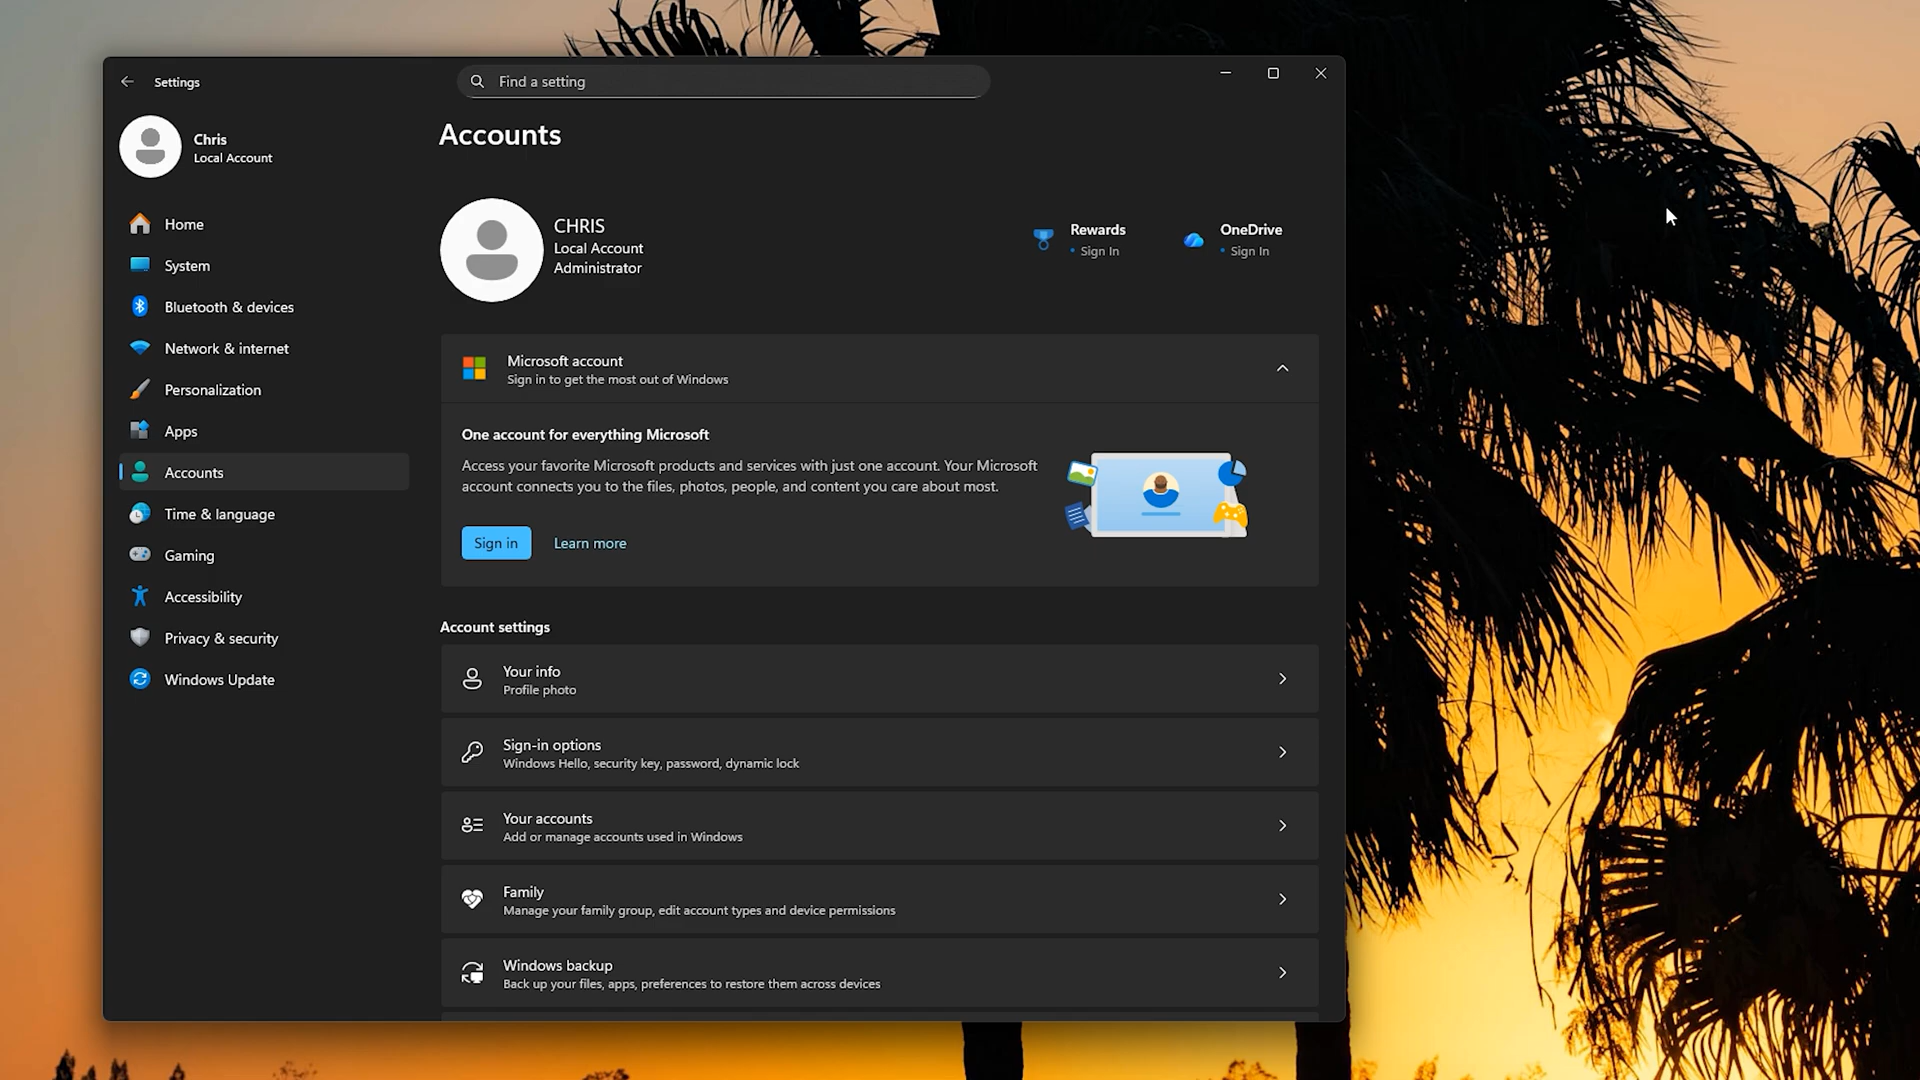 Settings
Find a setting
Chris
Local Account
Home
System
Bluetooth & devices
Network & internet
Personalization
Apps
Accounts
Time & language
Gaming
Accessibility
Privacy & security
Windows Update
Accounts
CHRIS
Local Account
Administrator
Rewards
• Sign In
OneDrive
• Sign In
Microsoft account
Sign in to get the most out of Windows
One account for everything Microsoft
Access your favorite Microsoft products and services with just one account. Your Microsoft
account connects you to the files, photos, people, and content you care about most.
Sign in
Learn more
Account settings
Your info
Profile photo
Sign-in options
Windows Hello, security key, password, dynamic lock
Your accounts
Add or manage accounts used in Windows
Family
Manage your family group, edit account types and device permissions
Windows backup
Back up your files, apps, preferences to restore them across devices